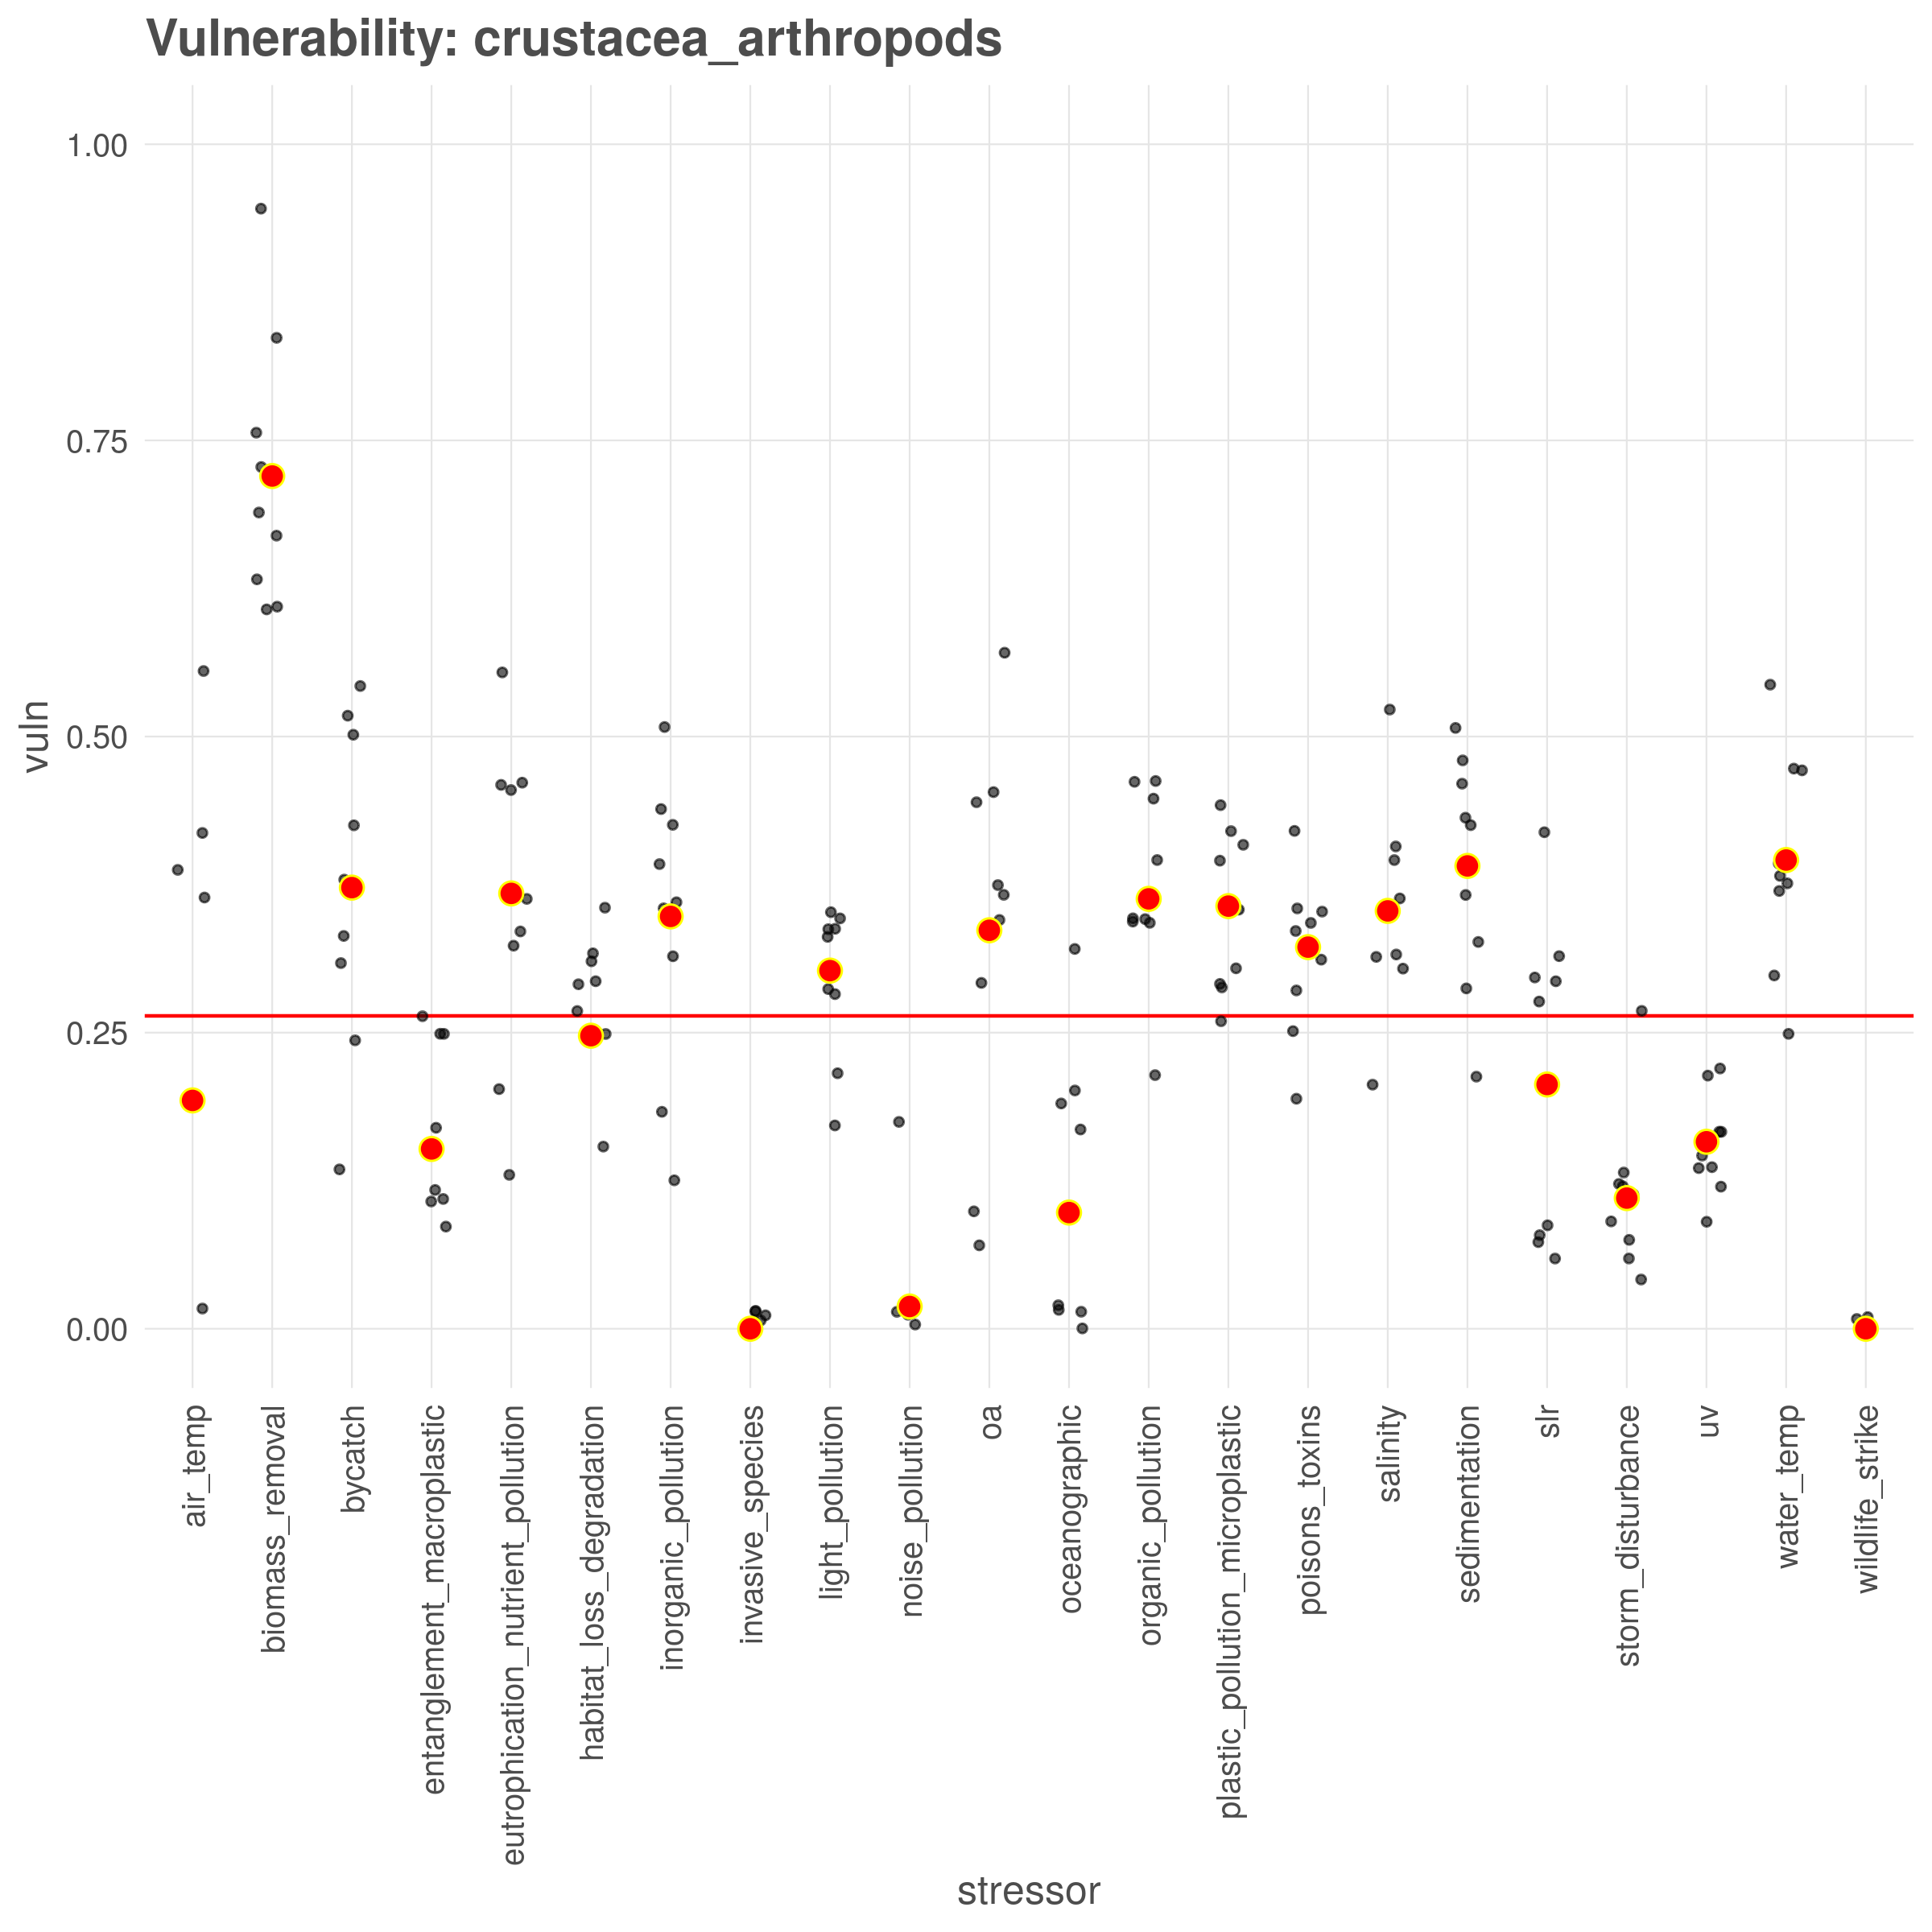 Vulnerability: crustacea_arthropods
vuln
1.00
0.75
0.50
0.25
0.00
air_temp
biomass_removal
bycatch
entanglement_macroplastic
eutrophication_nutrient_pollution
habitat_loss_degradation
inorganic_pollution
invasive_species
light_pollution
noise_pollution
oa
oceanographic
organic_pollution
plastic_pollution_microplastic
poisons_toxins
salinity
sedimentation
slr
storm_disturbance
uv
water_temp
wildlife_strike
stressor